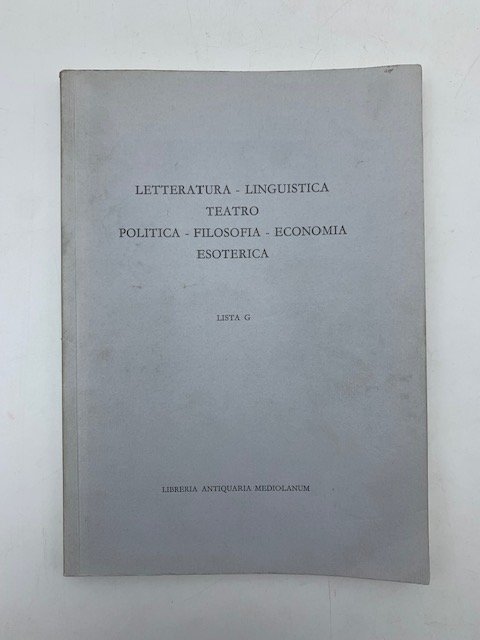 LETTERATURA - LINGUISTICA
TEATRO
POLITICA - FILOSOFIA - ECONOMIA
ESOTERICA
LISTA G
LIBRERIA ANTIQUARIA MEDIOLANUM